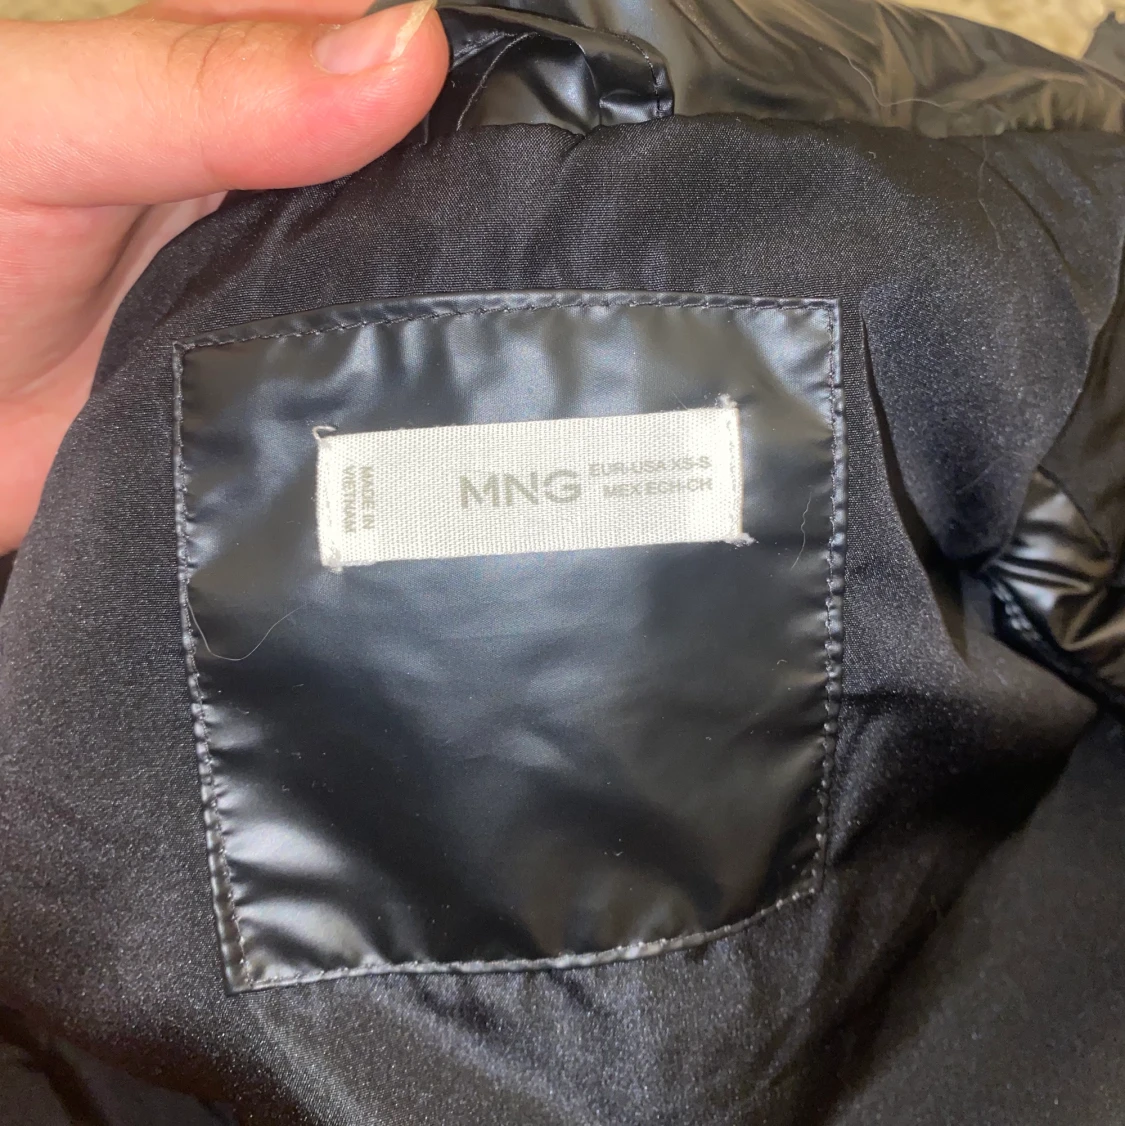 MADE IN
VIETNAM
MNG
EUR-USA XS-S
MEX ECH-CH